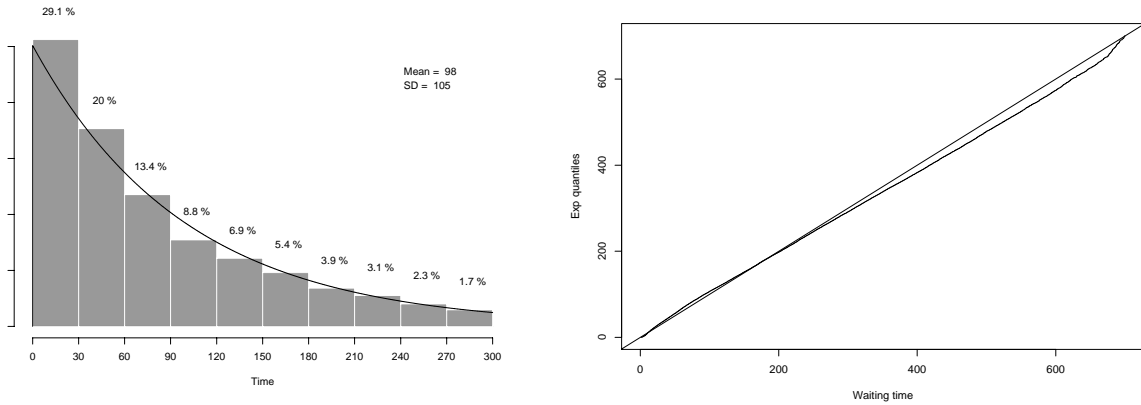 29.1 %
20 %
13.4 %
8.8 %
6.9 %
5.4 %
3.9 %
3.1 %
2.3 %
1.7 %
Mean = 98
SD = 105
0 30 60 90 120 150 180 210 240 270 300
Time
600
400
200
0
Exp quantiles
0 200 400 600
Waiting time